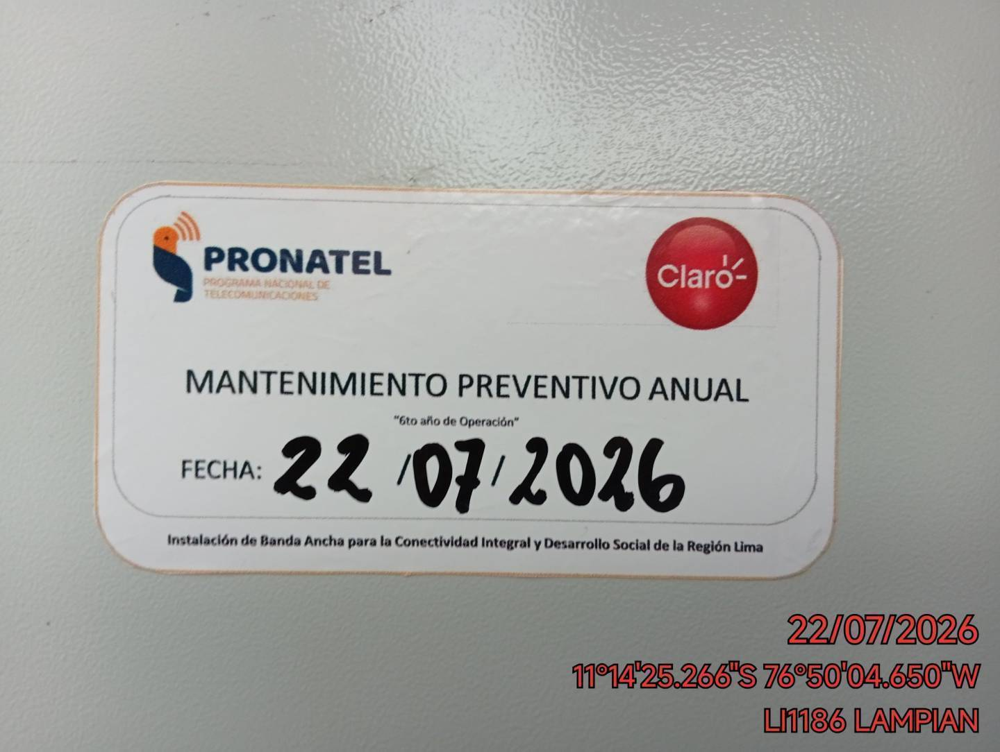 PRONATEL
PROGRAMA NACIONAL DE
TELECOMUNICACIONES
Claro
MANTENIMIENTO PREVENTIVO ANUAL
"6to año de Operación"
FECHA: 22/07/2026
Instalación de Banda Ancha para la Conectividad Integral y Desarrollo Social de la Región Lima
22/07/2026
11°14'25.266"S 76°50'04.650"W
LI1186 LAMPIAN